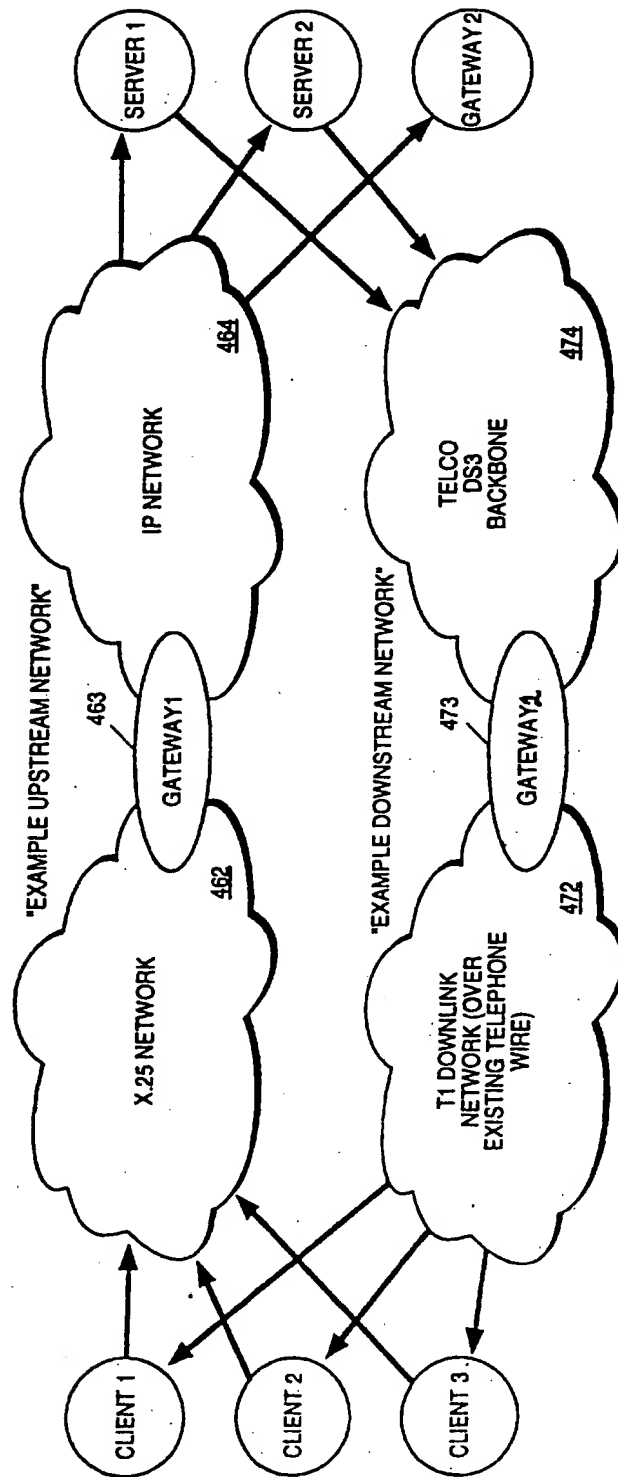 "EXAMPLE UPSTREAM NETWORK"
CLIENT 1
CLIENT 2
CLIENT 3
X.25 NETWORK
462
463
GATEWAY1
IP NETWORK
464
SERVER 1
SERVER 2
GATEWAY 2
"EXAMPLE DOWNSTREAM NETWORK"
T1 DOWNLINK
NETWORK (OVER
EXISTING TELEPHONE
WIRE)
472
473
GATEWAY2
TELCO
DS3
BACKBONE
474